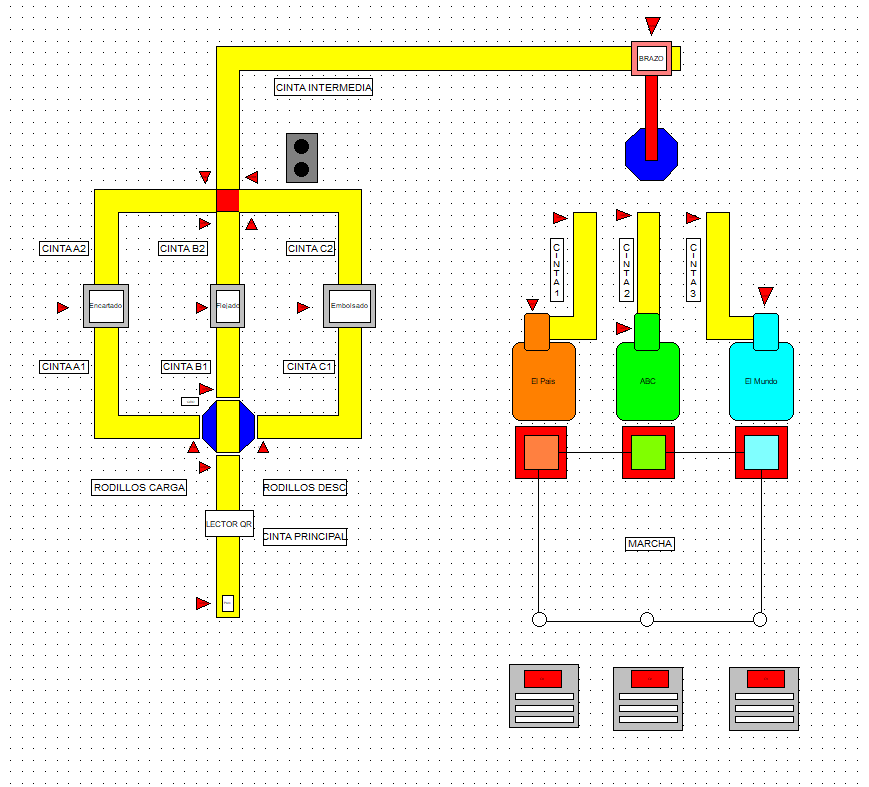 BRAZO
CINTA INTERMEDIA
CINTA A2
CINTA B2
CINTA C2
CINTA 1
CINTA 2
CINTA 3
Encartado
Flejado
Embolsado
CINTA A1
CINTA B1
CINTA C1
El Pais
ABC
El Mundo
RODILLOS CARGA
RODILLOS DESC
LECTOR QR
CINTA PRINCIPAL
MARCHA